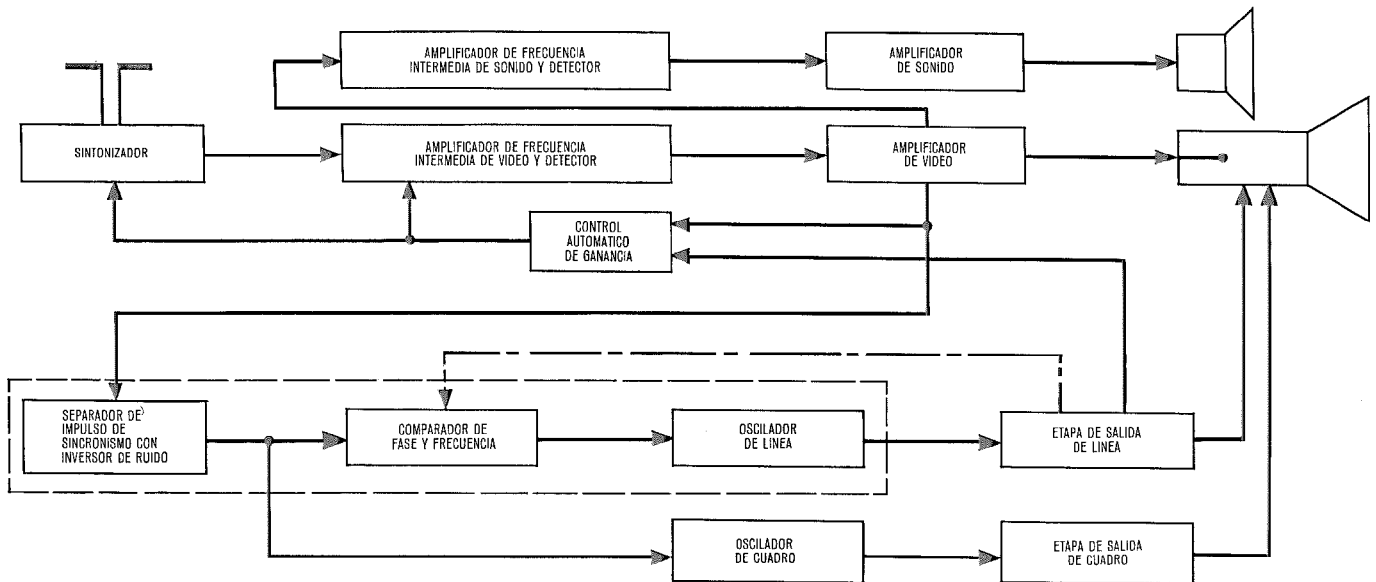 AMPLIFICADOR DE FRECUENCIA
INTERMEDIA DE SONIDO Y DETECTOR
AMPLIFICADOR
DE SONIDO
SINTONIZADOR
AMPLIFICADOR DE FRECUENCIA
INTERMEDIA DE VIDEO Y DETECTOR
AMPLIFICADOR
DE VIDEO
CONTROL
AUTOMATICO
DE GANANCIA
SEPARADOR DE
IMPULSO DE
SINCRONISMO CON
INVERSOR DE RUIDO
COMPARADOR DE
FASE Y FRECUENCIA
OSCILADOR
DE LINEA
ETAPA DE SALIDA
DE LINEA
OSCILADOR
DE CUADRO
ETAPA DE SALIDA
DE CUADRO